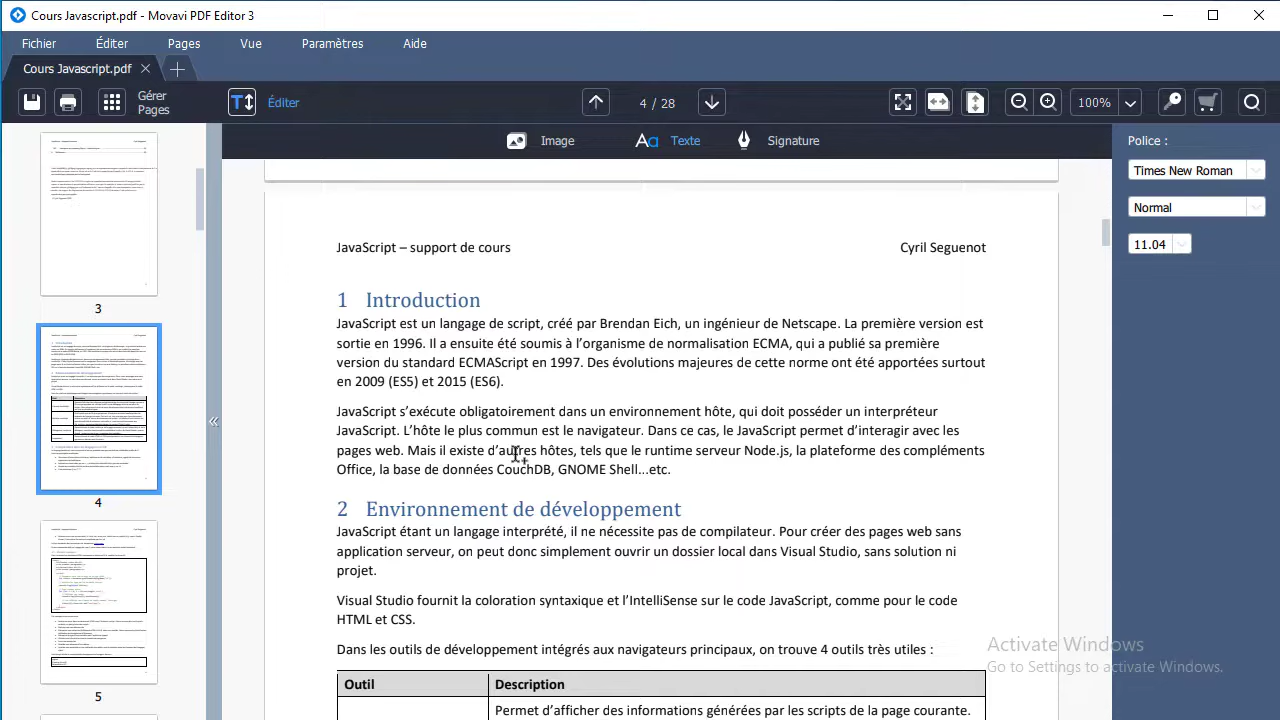 Cours Javascript.pdf - Movavi PDF Editor 3
Fichier Éditer Pages Vue Paramètres Aide
Cours Javascript.pdf
Gérer Pages
Éditer
4 / 28
100%
Image Texte Signature
Police :
Times New Roman
Normal
11.04
3
4
5
JavaScript – support de cours Cyril Seguenot
1 Introduction
JavaScript est un langage de script, créé par Brendan Eich, un ingénier de Netscape. La première version est
sortie en 1996. Il a ensuite été soumis à l’organisme de normalisation ECMA, qui a publié sa première
version du standard ECMAScript en 1997. Des évolutions majeures de cette norme ont été apportées surtout
en 2009 (ES5) et 2015 (ES6).
JavaScript s’exécute obligatoirement dans un environnement hôte, qui doit posséder un interpréteur
JavaScript. L’hôte le plus commun est le navigateur. Dans ce cas, le JavaScript permet d’interagir avec les
pages web. Mais il existe d’autres hôtes, tels que le runtime serveur Node.js, la plateforme des compléments
Office, la base de données CouchDB, GNOME Shell...etc.
2 Environnement de développement
JavaScript étant un langage interprété, il ne nécessite pas de compilateur. Pour créer des pages web sans
application serveur, on peut donc simplement ouvrir un dossier local dans Visual Studio, sans solution ni
projet.
Visual Studio fournit la coloration syntaxique et l’IntelliSense sur le code JavaScript, comme pour le code
HTML et CSS.
Dans les outils de développement intégrés aux navigateurs principaux, on trouve 4 outils très utiles :
Outil Description
Permet d’afficher des informations générées par les scripts de la page courante.
Activate Windows
Go to Settings to activate Windows.